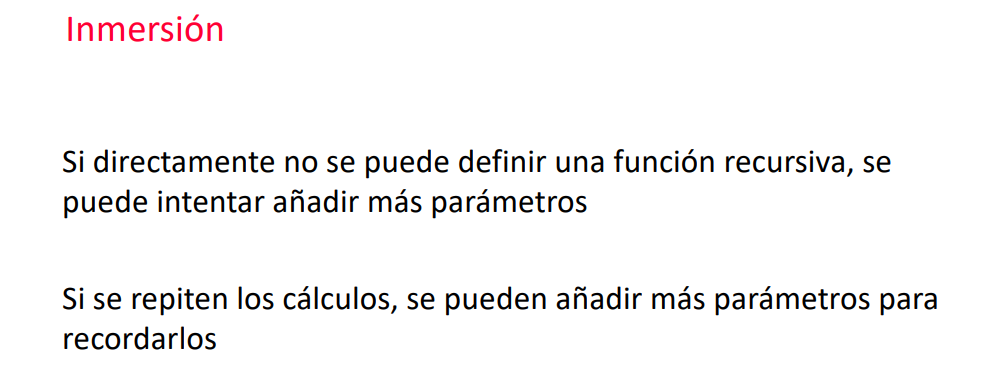 Inmersión
Si directamente no se puede definir una función recursiva, se
puede intentar añadir más parámetros
Si se repiten los cálculos, se pueden añadir más parámetros para
recordarlos